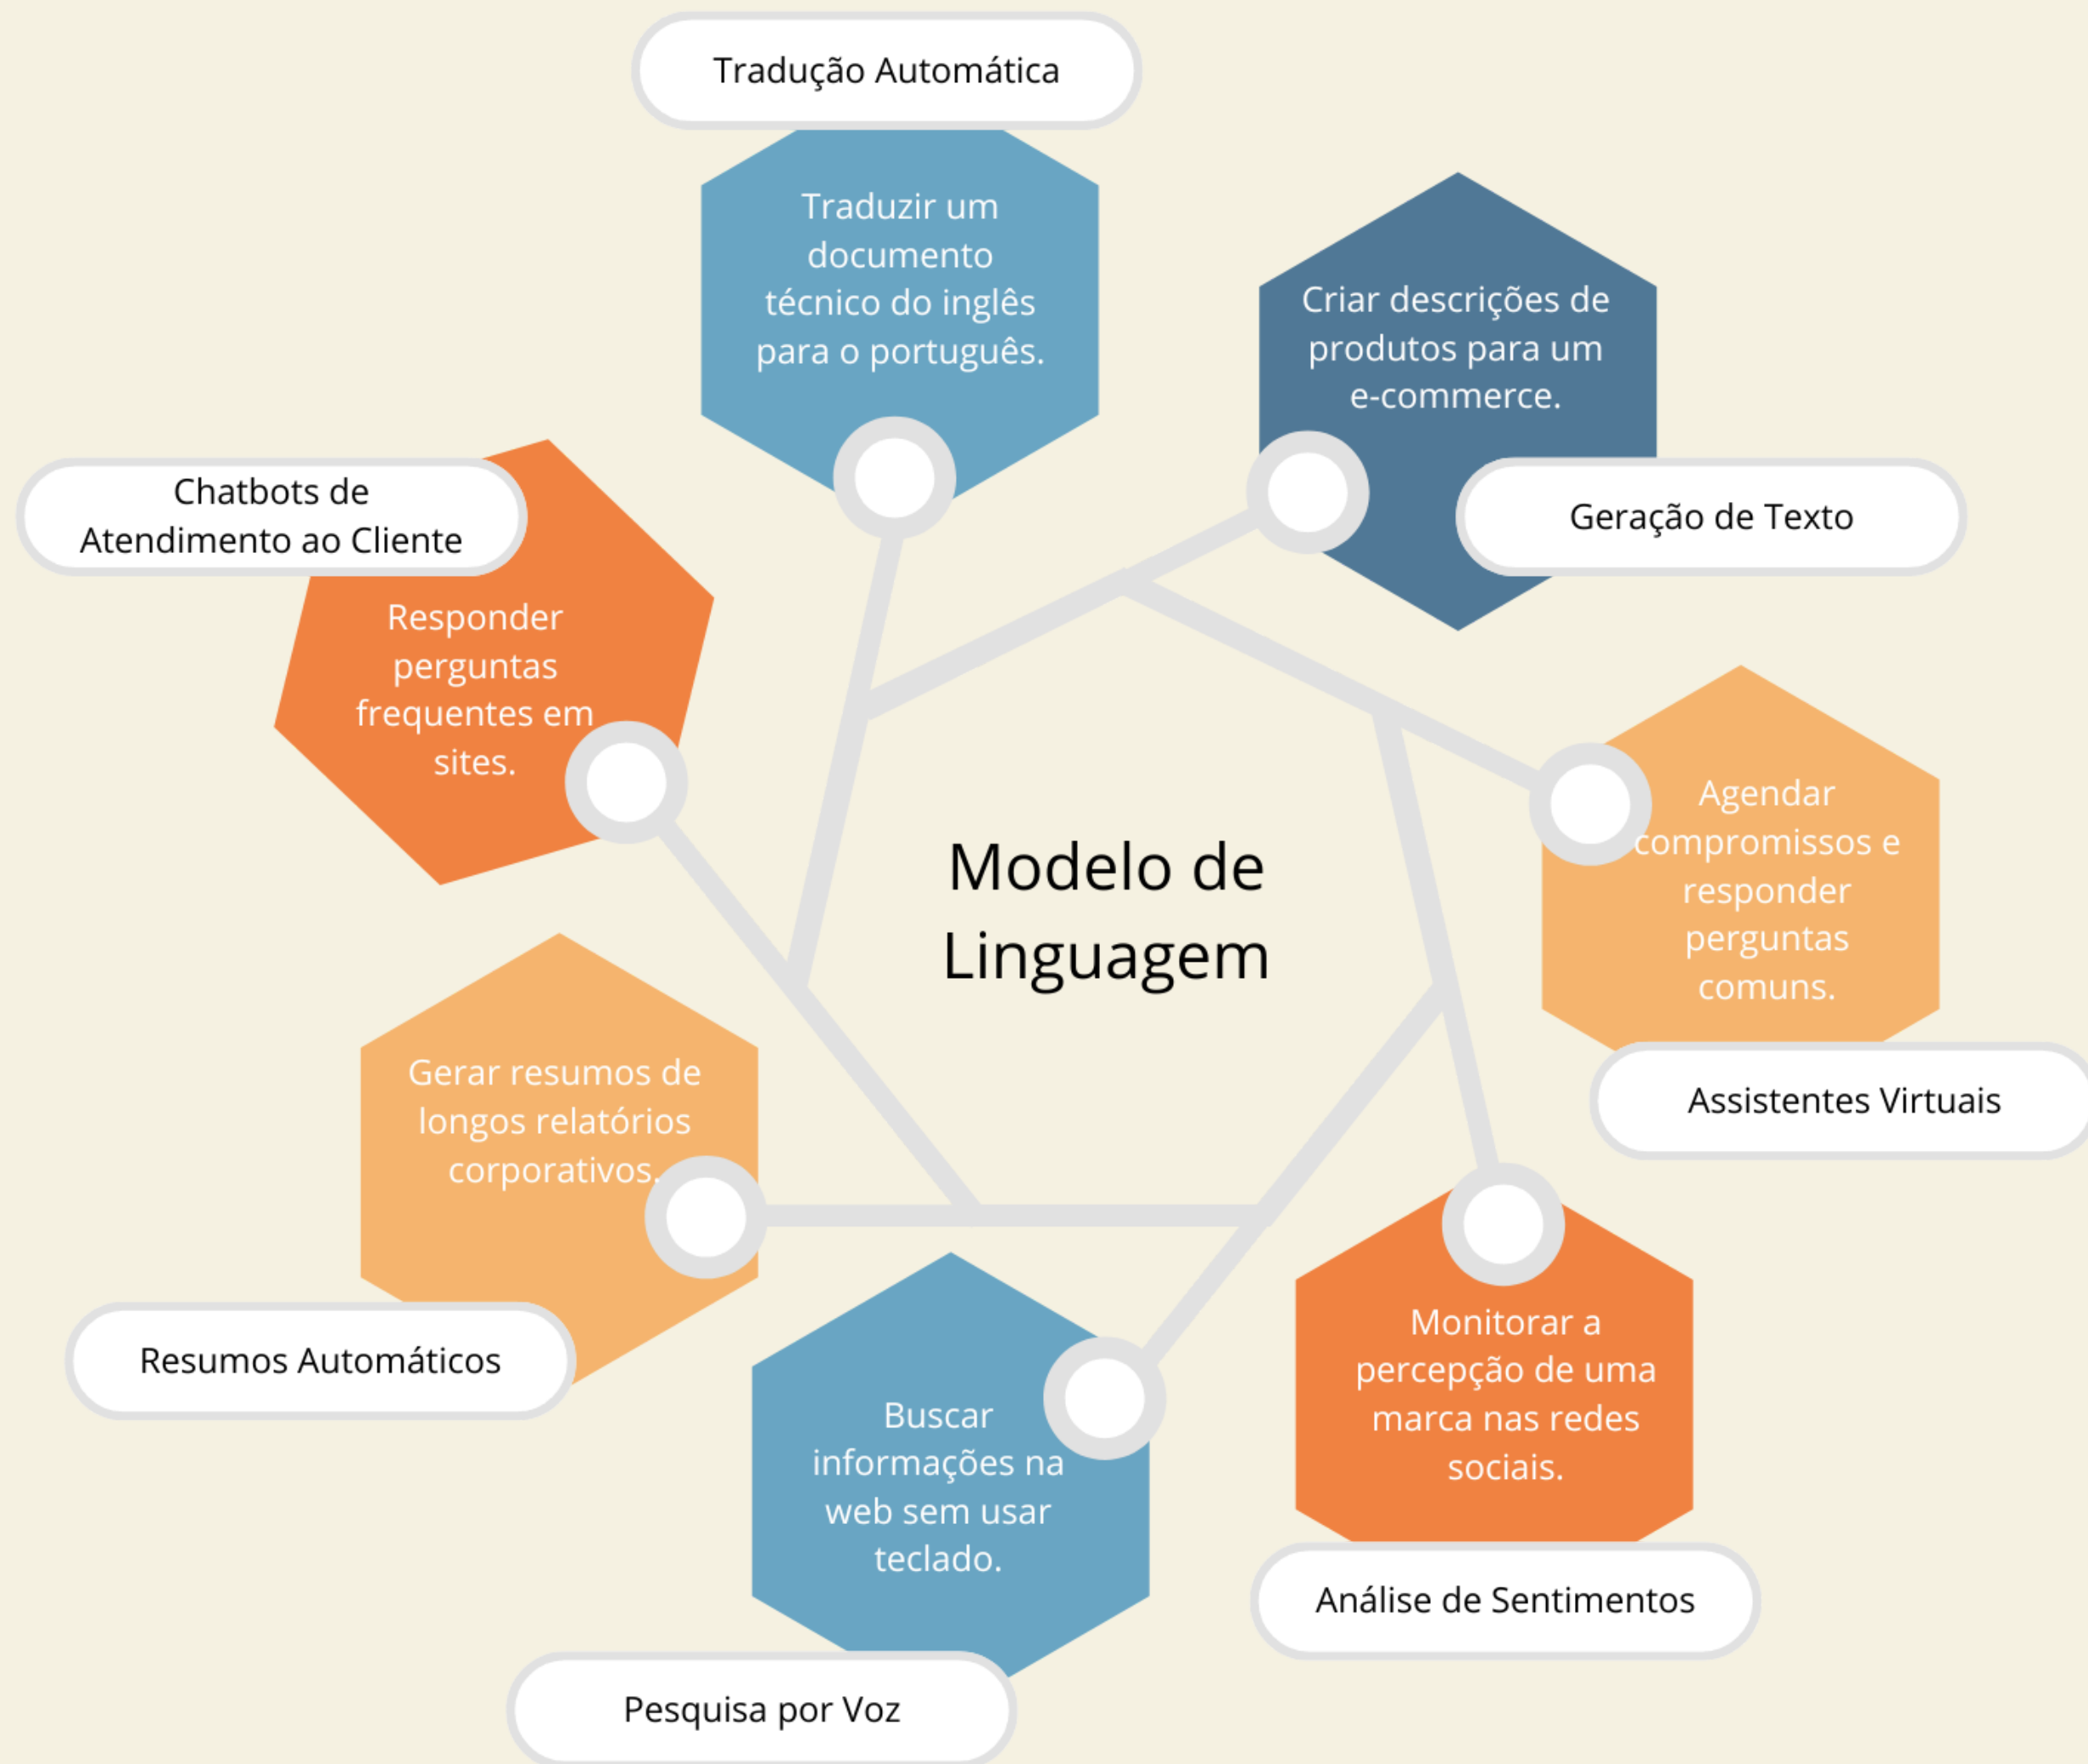 Tradução Automática
Traduzir um
documento
técnico do inglês
para o português.
Criar descrições de
produtos para um
e-commerce.
Geração de Texto
Chatbots de
Atendimento ao Cliente
Responder
perguntas
frequentes em
sites.
Modelo de
Linguagem
Agendar
compromissos e
responder
perguntas
comuns.
Assistentes Virtuais
Gerar resumos de
longos relatórios
corporativos.
Resumos Automáticos
Buscar
informações na
web sem usar
teclado.
Pesquisa por Voz
Monitorar a
percepção de uma
marca nas redes
sociais.
Análise de Sentimentos